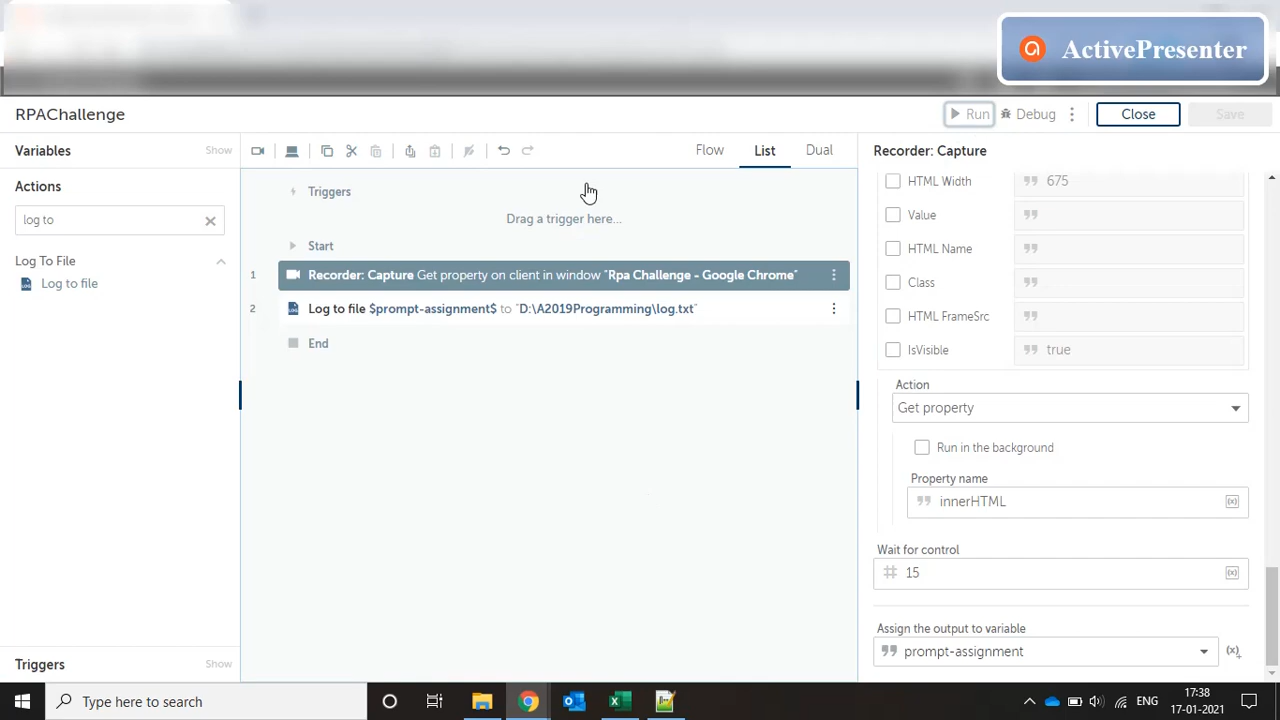 ActivePresenter
RPAChallenge
Run
Debug
Close
Save
Variables
Show
Flow
List
Dual
Recorder: Capture
Actions
log to
Log To File
Log to file
Triggers
Drag a trigger here...
Start
1 Recorder: Capture Get property on client in window "Rpa Challenge - Google Chrome"
2 Log to file $prompt-assignment$ to "D:\A2019Programming\log.txt"
End
HTML Width 675
Value
HTML Name
Class
HTML FrameSrc
IsVisible true
Action
Get property
Run in the background
Property name
innerHTML
(x)
Wait for control
15
(x)
Assign the output to variable
prompt-assignment
(x)+
Triggers
Show
Type here to search
ENG
17:38
17-01-2021